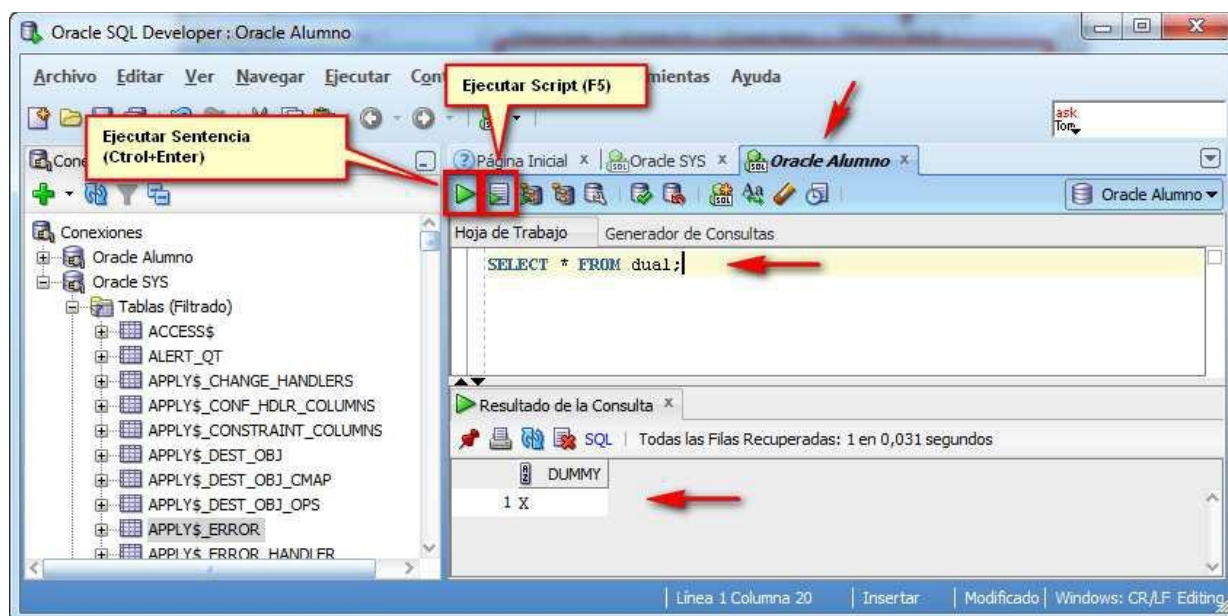 Oracle SQL Developer : Oracle Alumno
Archivo Editar Ver Navegar Ejecutar Con mientas Ayuda
Ejecutar Script (F5)
Ejecutar Sentencia
(Ctrol+Enter)
ask
Tom
Cone
Página Inicial x Oracle SYS x Oracle Alumno x
Oracle Alumno
Conexiones
Oracle Alumno
Oracle SYS
Tablas (Filtrado)
ACCESS$
ALERT_QT
APPLY$_CHANGE_HANDLERS
APPLY$_CONF_HDLR_COLUMNS
APPLY$_CONSTRAINT_COLUMNS
APPLY$_DEST_OBJ
APPLY$_DEST_OBJ_CMAP
APPLY$_DEST_OBJ_OPS
APPLY$_ERROR
APPLY$_ERROR_HANDLER
Hoja de Trabajo Generador de Consultas
SELECT * FROM dual;
Resultado de la Consulta x
SQL | Todas las Filas Recuperadas: 1 en 0,031 segundos
DUMMY
1 X
Línea 1 Columna 20 | Insertar | Modificado | Windows: CR/LF Editing